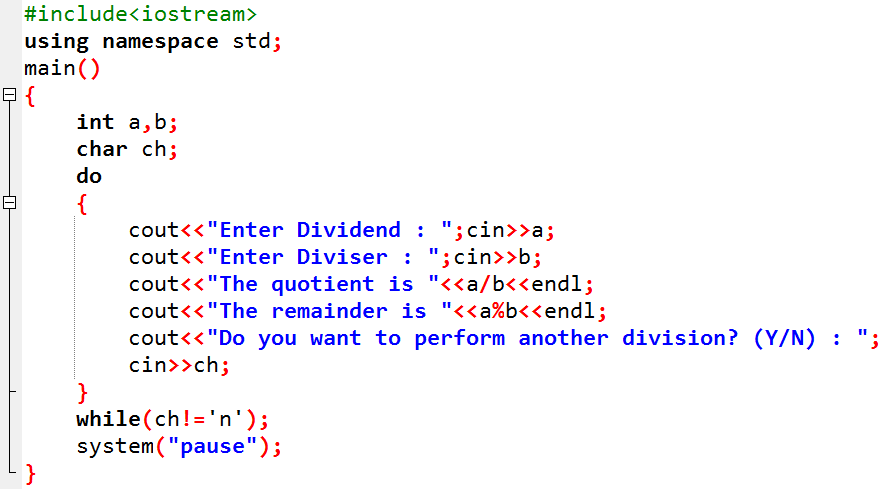 #include<iostream>
using namespace std;
main()
{
    int a,b;
    char ch;
    do
    {
        cout<<"Enter Dividend : ";cin>>a;
        cout<<"Enter Diviser : ";cin>>b;
        cout<<"The quotient is "<<a/b<<endl;
        cout<<"The remainder is "<<a%b<<endl;
        cout<<"Do you want to perform another division? (Y/N) : ";
        cin>>ch;
    }
    while(ch!='n');
    system("pause");
}